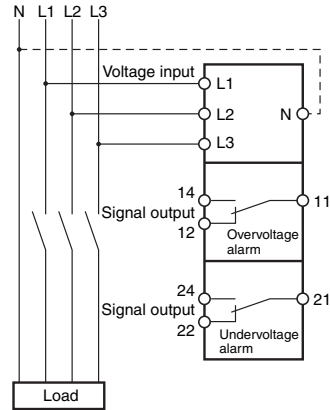 N L1 L2 L3
Voltage input
L1
L2
N
L3
14
11
Signal output
12
Overvoltage
alarm
24
21
Signal output
22
Undervoltage
alarm
Load